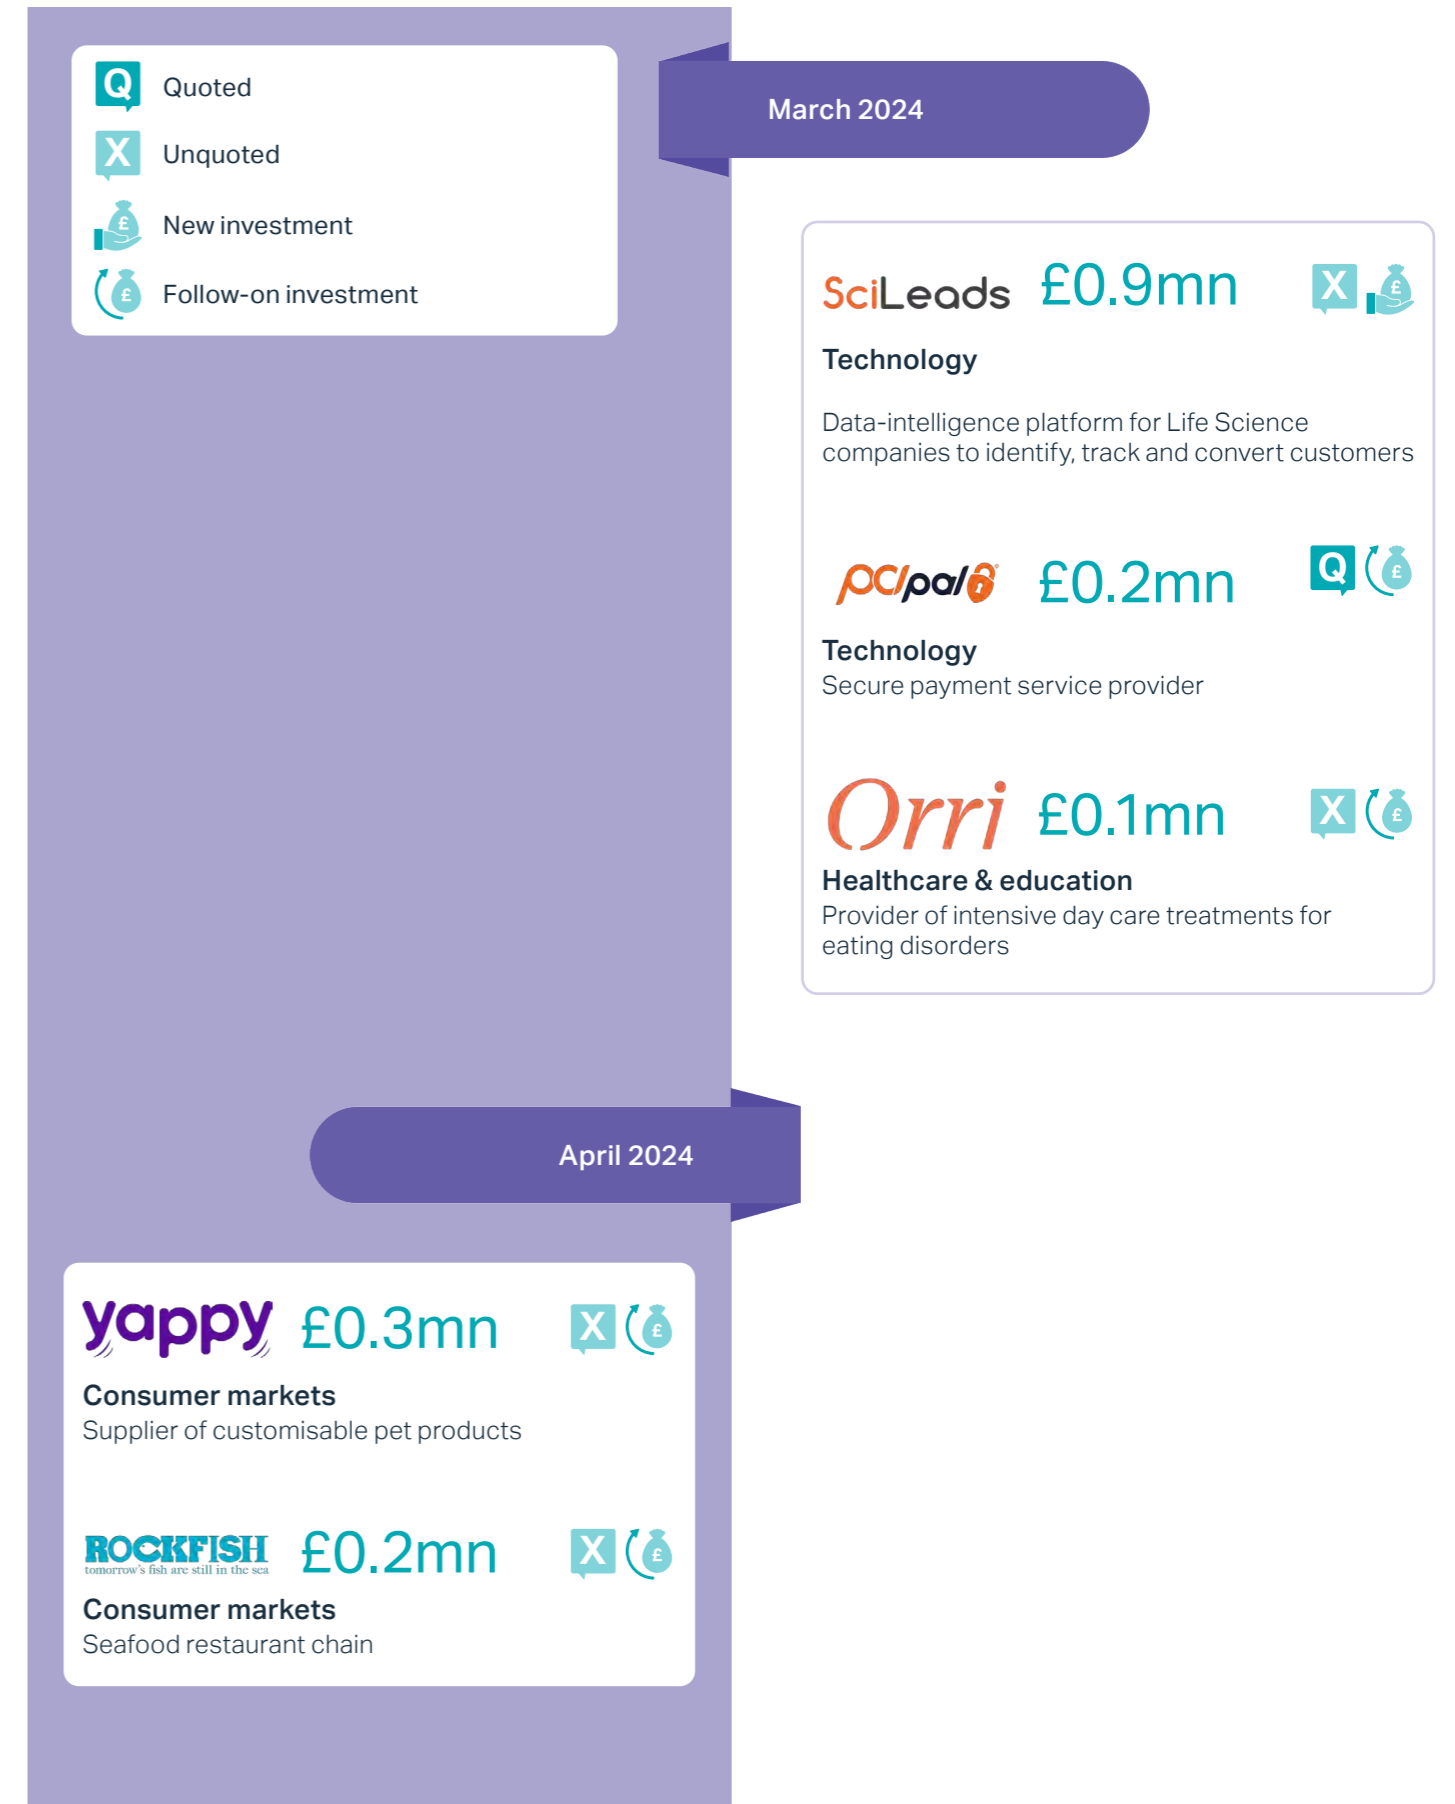 Q Quoted
X Unquoted
£ New investment
£ Follow-on investment
March 2024
SciLeads £0.9mn X £
Technology
Data-intelligence platform for Life Science
companies to identify, track and convert customers
pcipal £0.2mn Q £
Technology
Secure payment service provider
Orri £0.1mn X £
Healthcare & education
Provider of intensive day care treatments for
eating disorders
April 2024
yappy £0.3mn X £
Consumer markets
Supplier of customisable pet products
ROCKFISH £0.2mn X £
tomorrow's fish are still in the sea
Consumer markets
Seafood restaurant chain